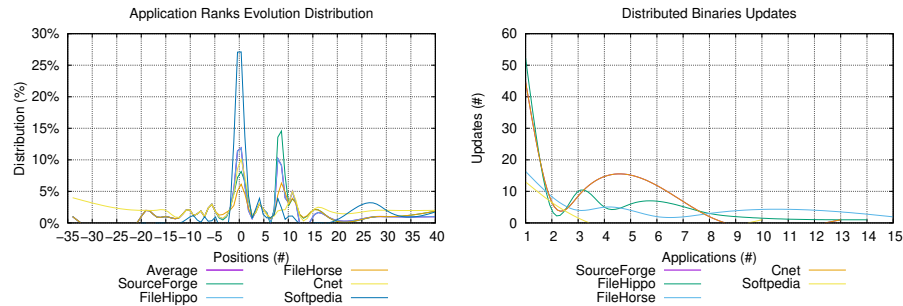 Application Ranks Evolution Distribution
30%
25%
20%
15%
10%
5%
0%
Distribution (%)
−35−30−25−20−15−10 −5 0 5 10 15 20 25 30 35 40
Positions (#)
Average
SourceForge
FileHippo
FileHorse
Cnet
Softpedia
Distributed Binaries Updates
60
50
40
30
20
10
0
Updates (#)
1 2 3 4 5 6 7 8 9 10 11 12 13 14 15
Applications (#)
SourceForge
FileHippo
FileHorse
Cnet
Softpedia